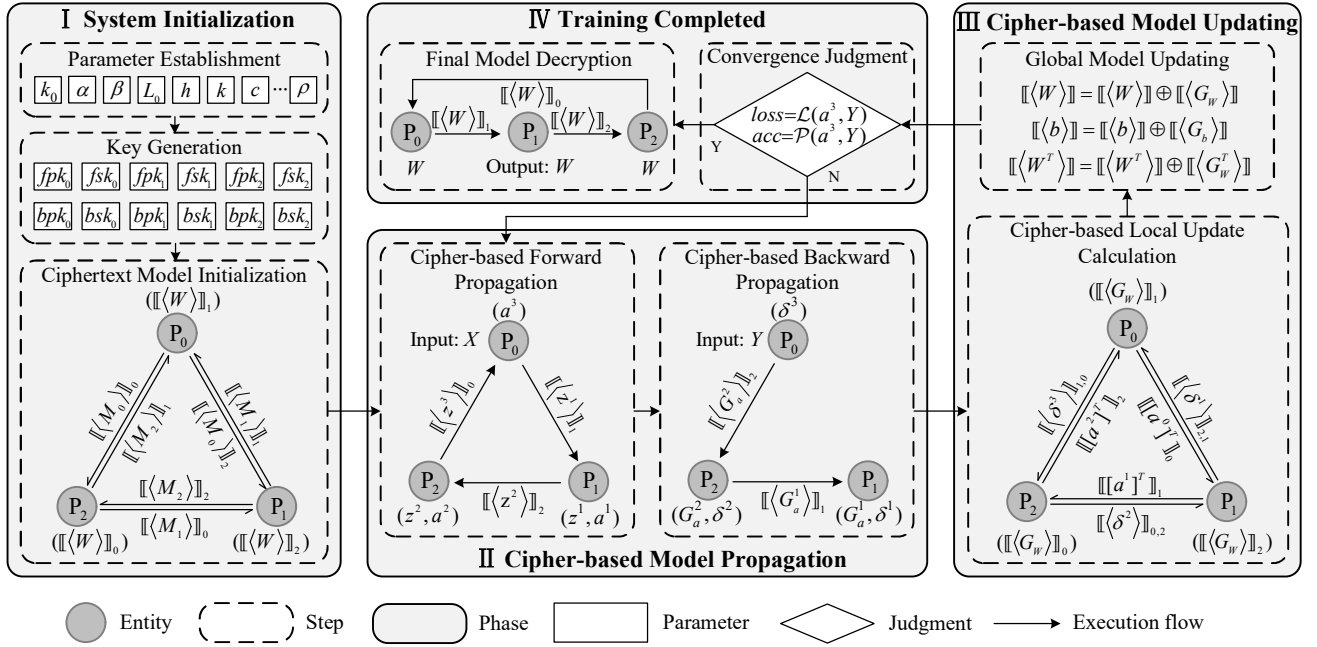 Ⅰ System Initialization
Parameter Establishment
k₀ α β L₀ h k c ··· ρ
Key Generation
fpk₀ fsk₀ fpk₁ fsk₁ fpk₂ fsk₂
bpk₀ bsk₀ bpk₁ bsk₁ bpk₂ bsk₂
Ciphertext Model Initialization
(⟦⟨W⟩⟧₁)
P₀
⟦⟨M₀⟩⟧₀
⟦⟨M₂⟩⟧₁
⟦⟨M₀⟩⟧₂
⟦⟨M₁⟩⟧₁
⟦⟨M₂⟩⟧₂
P₂
P₁
⟦⟨M₁⟩⟧₀
(⟦⟨W⟩⟧₀)
(⟦⟨W⟩⟧₂)
Ⅳ Training Completed
Final Model Decryption
⟦⟨W⟩⟧₀
P₀ ⟦⟨W⟩⟧₁ P₁ ⟦⟨W⟩⟧₂ P₂
W Output: W W
Convergence Judgment
loss=ℒ(a³,Y)
acc=𝒫(a³,Y)
Y
N
Cipher-based Forward
Propagation
(a³)
Input: X P₀
⟦⟨z³⟩⟧₀
⟦⟨z¹⟩⟧₁
P₂
P₁
⟦⟨z²⟩⟧₂
(z²,a²)
(z¹,a¹)
Cipher-based Backward
Propagation
(δ³)
Input: Y P₀
⟦⟨Gₐ²⟩⟧₂
P₂
P₁
⟦⟨Gₐ¹⟩⟧₁
(Gₐ²,δ²)
(Gₐ¹,δ¹)
Ⅱ Cipher-based Model Propagation
Ⅲ Cipher-based Model Updating
Global Model Updating
⟦⟨W⟩⟧=⟦⟨W⟩⟧⊕⟦⟨G_W⟩⟧
⟦⟨b⟩⟧=⟦⟨b⟩⟧⊕⟦⟨G_b⟩⟧
⟦⟨Wᵀ⟩⟧=⟦⟨Wᵀ⟩⟧⊕⟦⟨G_Wᵀ⟩⟧
Cipher-based Local Update
Calculation
(⟦⟨G_W⟩⟧₁)
P₀
⟦⟨δ³⟩⟧₁,₀
⟦[a²]ᵀ⟧₂
⟦[a⁰]ᵀ⟧₀
⟦⟨δ¹⟩⟧₂,₁
⟦[a¹]ᵀ⟧₁
P₂
P₁
⟦⟨δ²⟩⟧₀,₂
(⟦⟨G_W⟩⟧₀)
(⟦⟨G_W⟩⟧₂)
Entity
Step
Phase
Parameter
Judgment
Execution flow